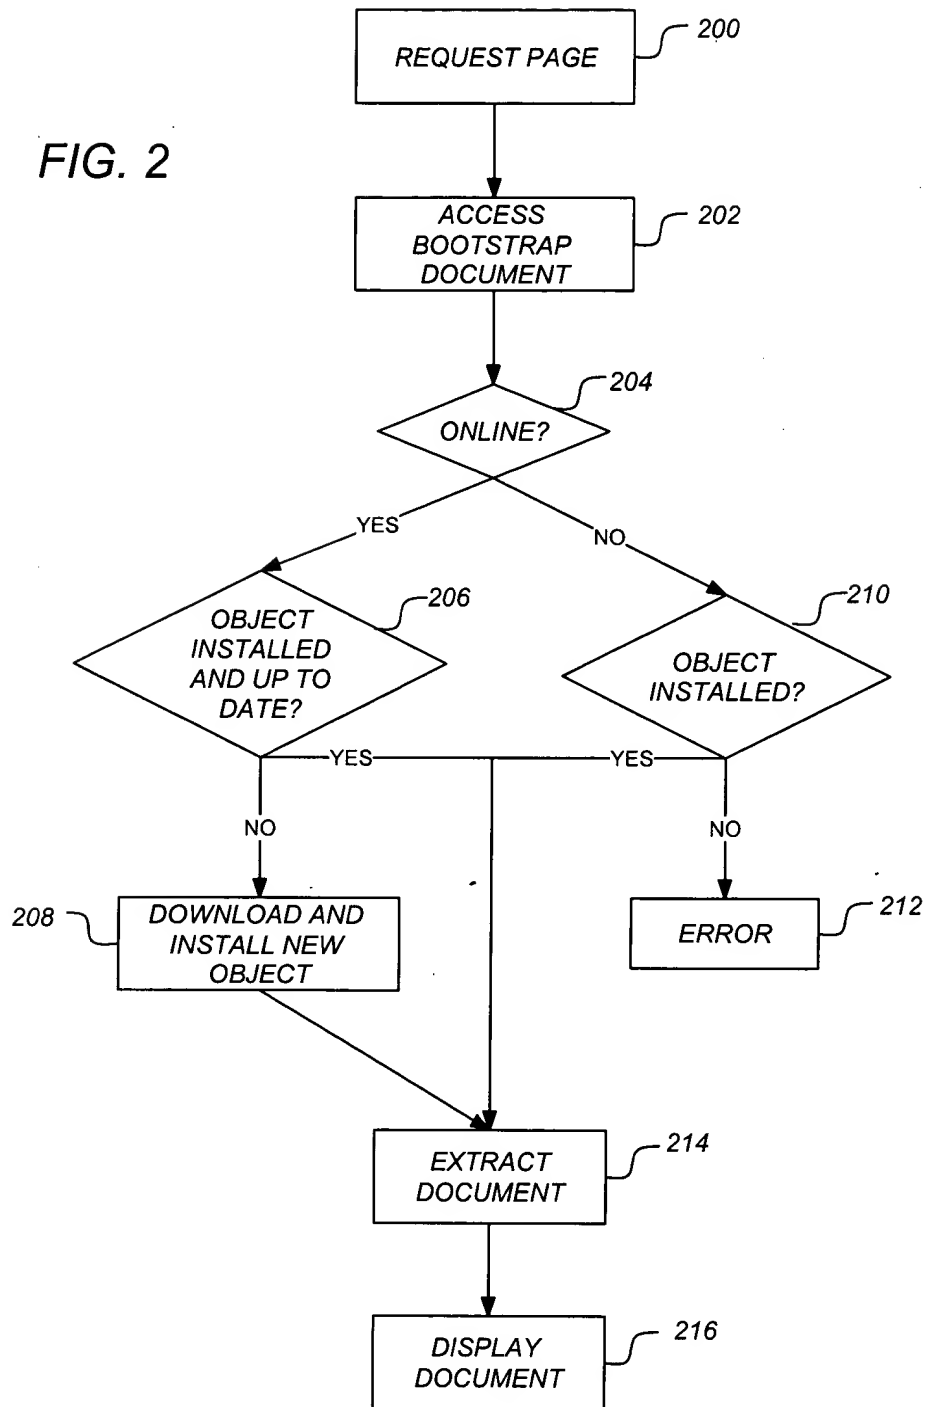 REQUEST PAGE
200
FIG. 2
ACCESS
BOOTSTRAP
DOCUMENT
202
204
ONLINE?
YES
NO
206
OBJECT
INSTALLED
AND UP TO
DATE?
210
OBJECT
INSTALLED?
YES
YES
NO
NO
208
DOWNLOAD AND
INSTALL NEW
OBJECT
ERROR
212
EXTRACT
DOCUMENT
214
DISPLAY
DOCUMENT
216